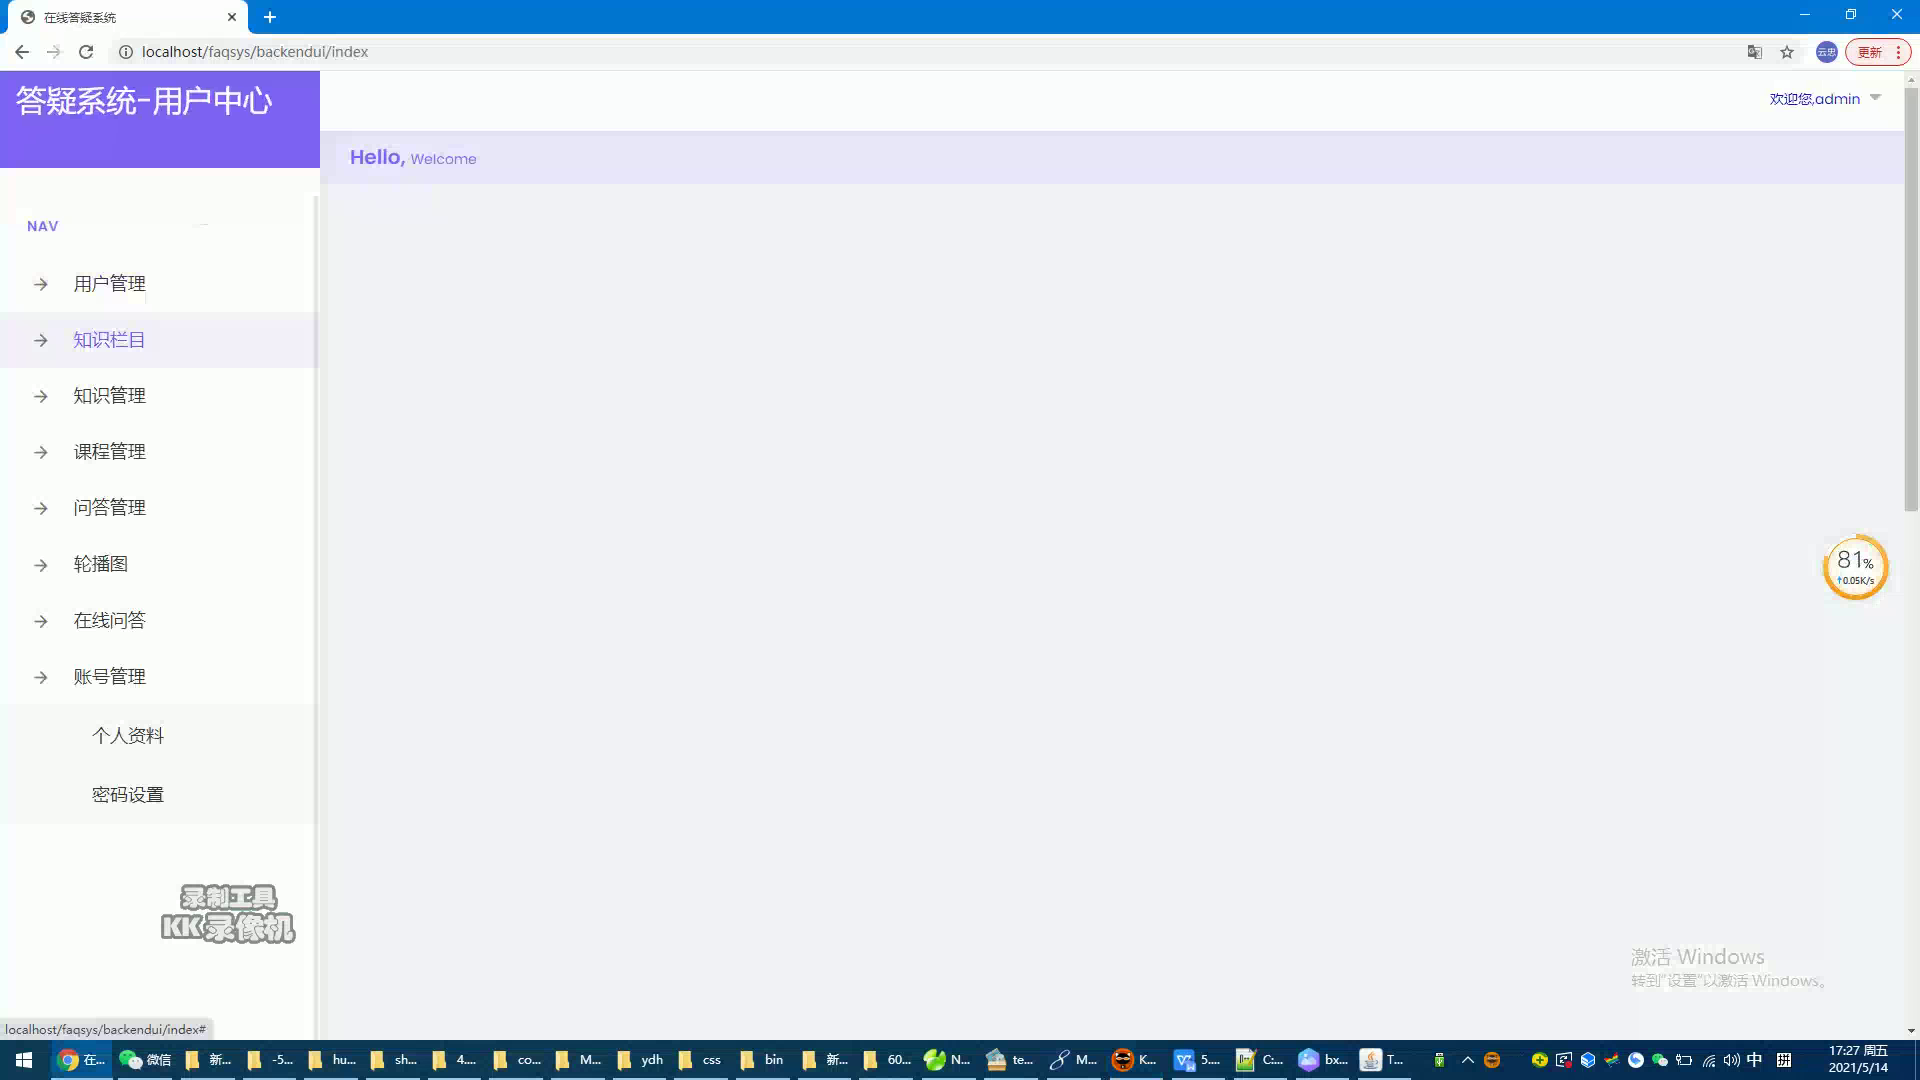 在线答疑系统
localhost/faqsys/backendui/index
云忠
更新
答疑系统-用户中心
欢迎您,admin
Hello, Welcome
NAV
用户管理
知识栏目
知识管理
课程管理
问答管理
轮播图
在线问答
账号管理
个人资料
密码设置
81%
↑0.05K/s
录制工具
KK录像机
激活 Windows
转到"设置"以激活 Windows。
localhost/faqsys/backendui/index#
在...
微信
新...
-5...
hu...
sh...
4....
co...
M...
ydh
css
bin
新...
60...
N...
te...
M...
K...
5....
C:...
bx...
T...
中
拼
17:27 周五
2021/5/14